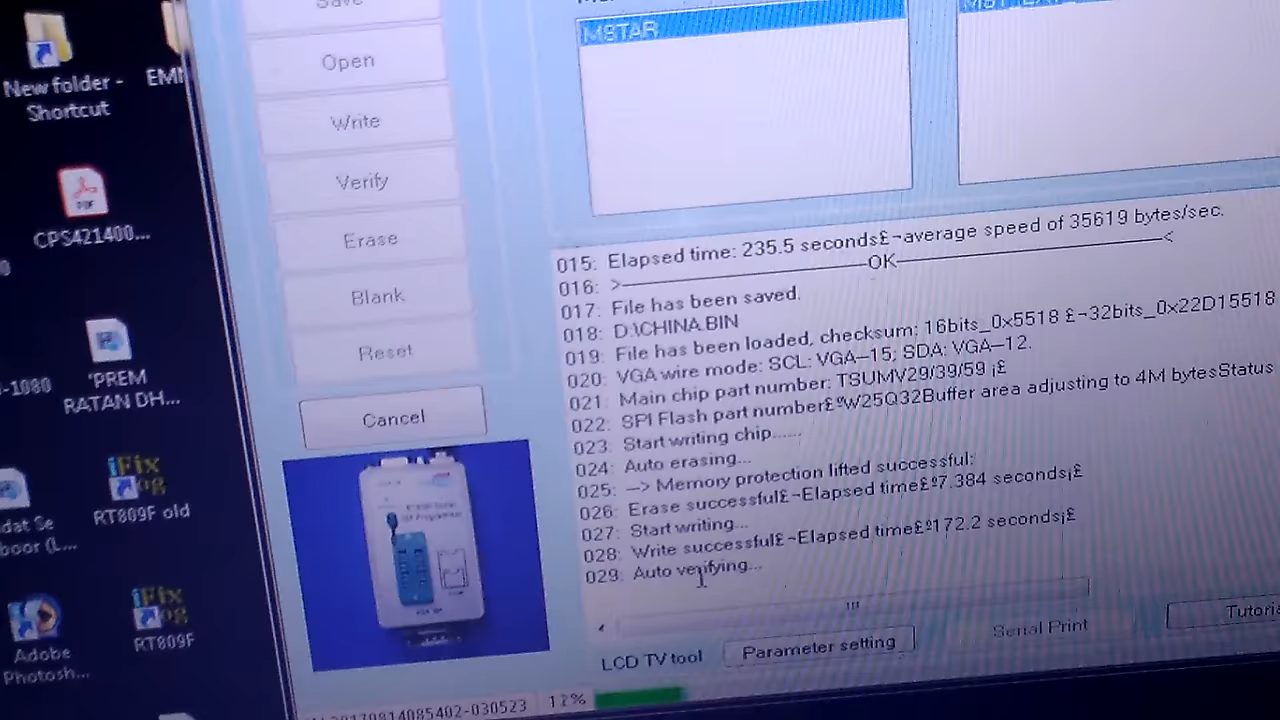 Save
Open
Write
Verify
Erase
Blank
Reset
Cancel
New folder -
Shortcut
PDF
CPS421400...
-1080
'PREM
RATAN DH...
iFix
RT809F old
iFix
RT809F
Adobe
Photosh...
MSTAR
015: Elapsed time: 235.5 seconds£¬average speed of 35619 bytes/sec.
016: >——————OK——————<
017: File has been saved.
018: D:\CHINA.BIN
019: File has been loaded, checksum: 16bits_0x5518 £¬32bits_0x22D15518
020: VGA wire mode: SCL: VGA-15; SDA: VGA-12.
021: Main chip part number: TSUMV29/39/59 ¡£
022: SPI Flash part number£ºW25Q32Buffer area adjusting to 4M bytesStatus
023: Start writing chip......
024: Auto erasing...
025: --> Memory protection lifted successful:
026: Erase successful£¬Elapsed time£º7.384 seconds¡£
027: Start writing...
028: Write successful£¬Elapsed time£º172.2 seconds¡£
029: Auto verifying...
LCD TV tool
Parameter setting
Serial Print
Tutoria
12%